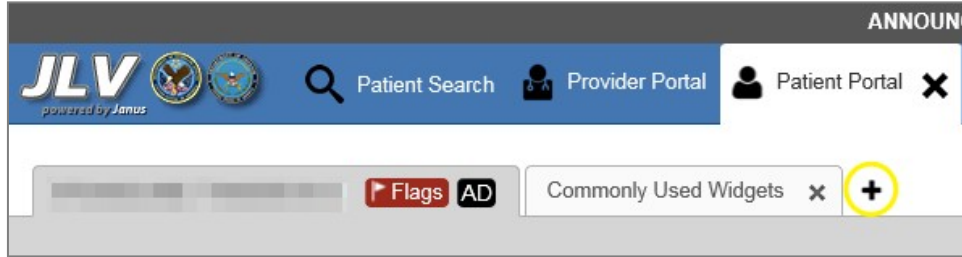 ANNOUN
JLV
powered by Janus
Patient Search
Provider Portal
Patient Portal
Flags AD
Commonly Used Widgets